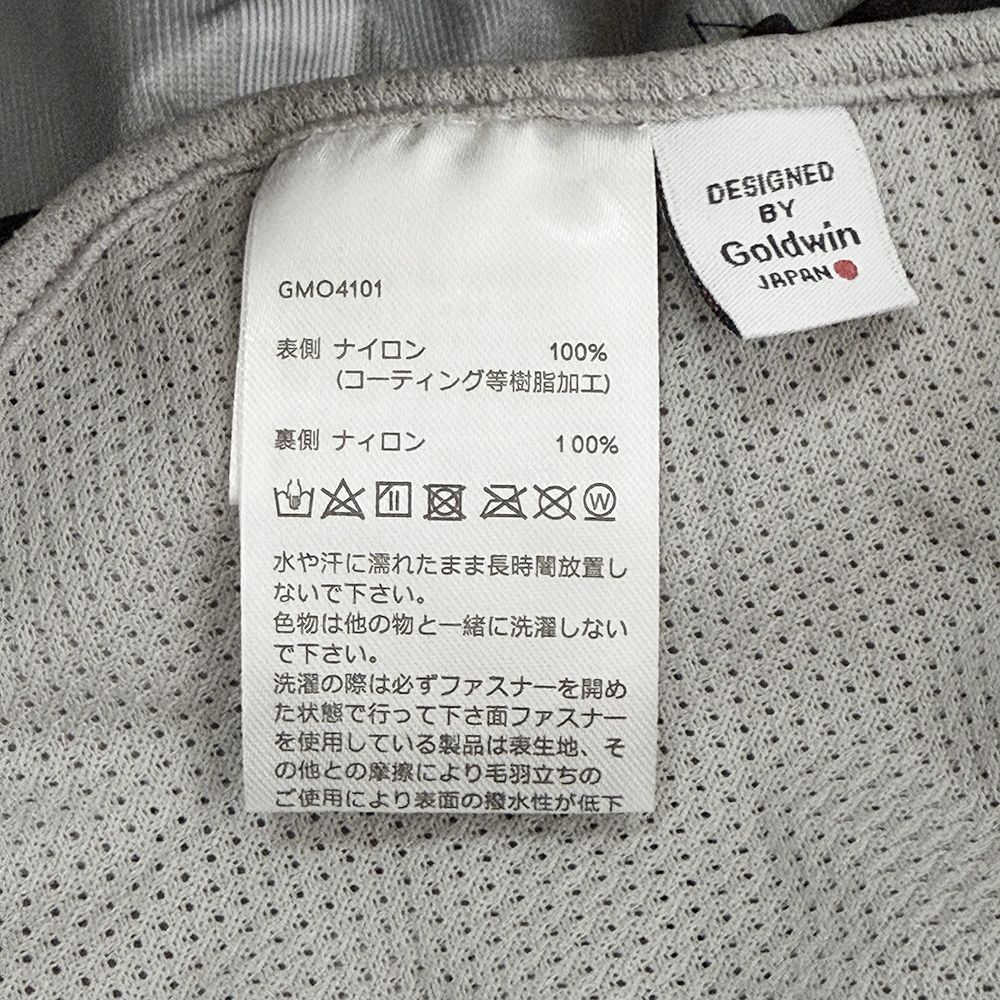 GMO4101
表側 ナイロン 100%
(コーティング等樹脂加工)
裏側 ナィロン 100%
W
水や汗に濡れたまま長時闇放置し
ないで下さい。
色物は他の物と一緒に洗濯しない
で下さい。
洗濯の際は必ずファスナーを開め
た状態で行って下さ面ファスナー
を使用している製品は表生地、そ
の他との摩擦により毛羽立ちの
ご使用により表面の撥水性が低下
DESIGNED
BY
Goldwin
JAPAN